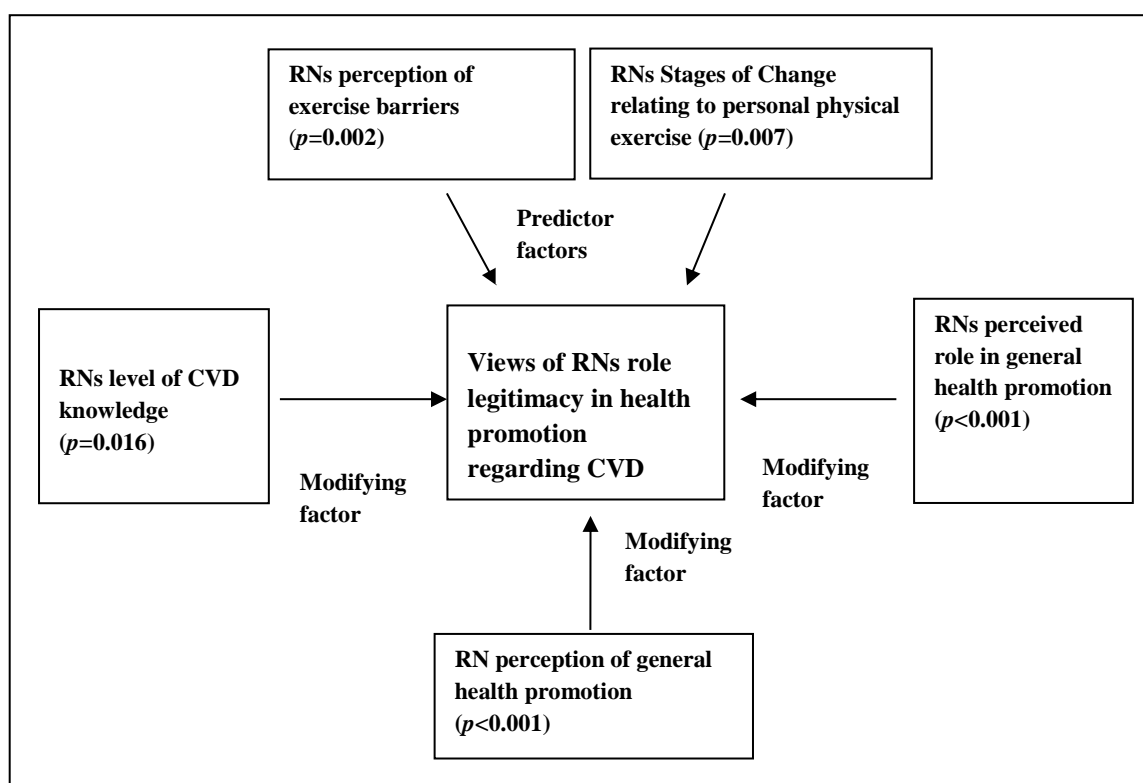 RNs perception of
exercise barriers
(p=0.002)
RNs Stages of Change
relating to personal physical
exercise (p=0.007)
Predictor
factors
RNs level of CVD
knowledge
(p=0.016)
Views of RNs role
legitimacy in health
promotion
regarding CVD
RNs perceived
role in general
health promotion
(p<0.001)
Modifying
factor
Modifying
factor
Modifying
factor
RN perception of general
health promotion
(p<0.001)